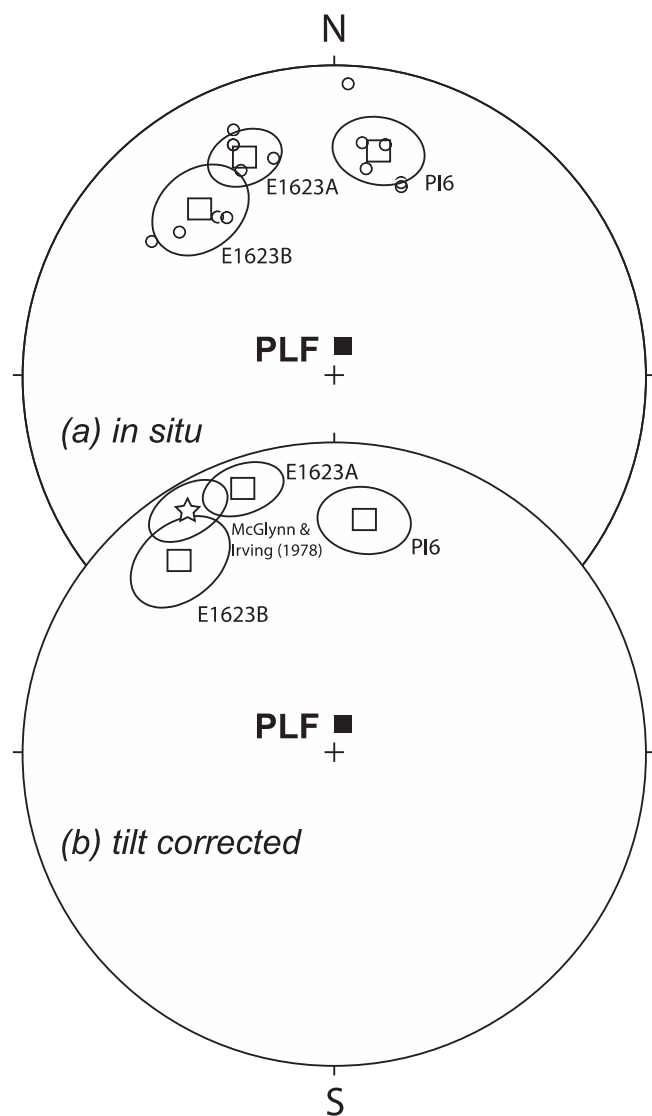 N
E1623A
PI6
E1623B
PLF
(a) in situ
E1623A
McGlynn &
Irving (1978)
PI6
E1623B
PLF
(b) tilt corrected
S